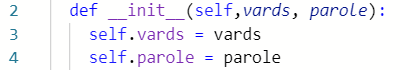 2 def __init__(self,vards, parole):
3 self.vards = vards
4 self.parole = parole